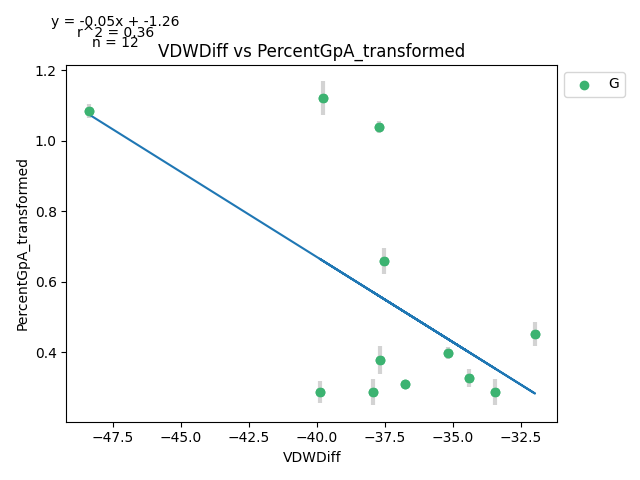 y = -0.05x + -1.26
r^2 = 0.36
n = 12
VDWDiff vs PercentGpA_transformed
G
1.2
1.0
0.8
0.6
0.4
PercentGpA_transformed
−47.5 −45.0 −42.5 −40.0 −37.5 −35.0 −32.5
VDWDiff